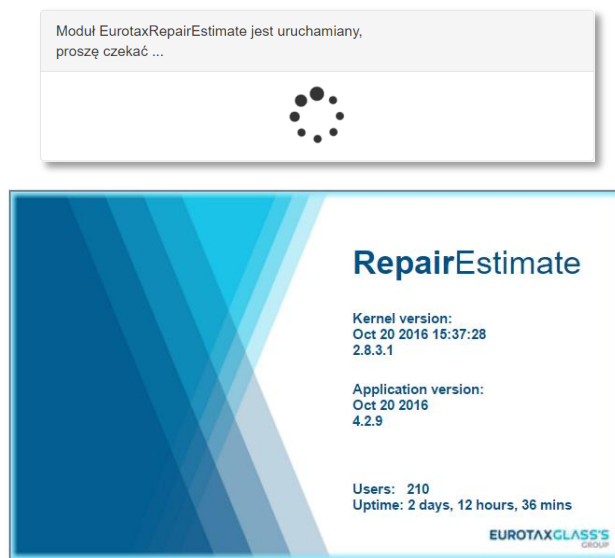 Moduł EurotaxRepairEstimate jest uruchamiany,
proszę czekać ...
RepairEstimate
Kernel version:
Oct 20 2016 15:37:28
2.8.3.1
Application version:
Oct 20 2016
4.2.9
Users: 210
Uptime: 2 days, 12 hours, 36 mins
EUROTAXGLASS'S
GROUP